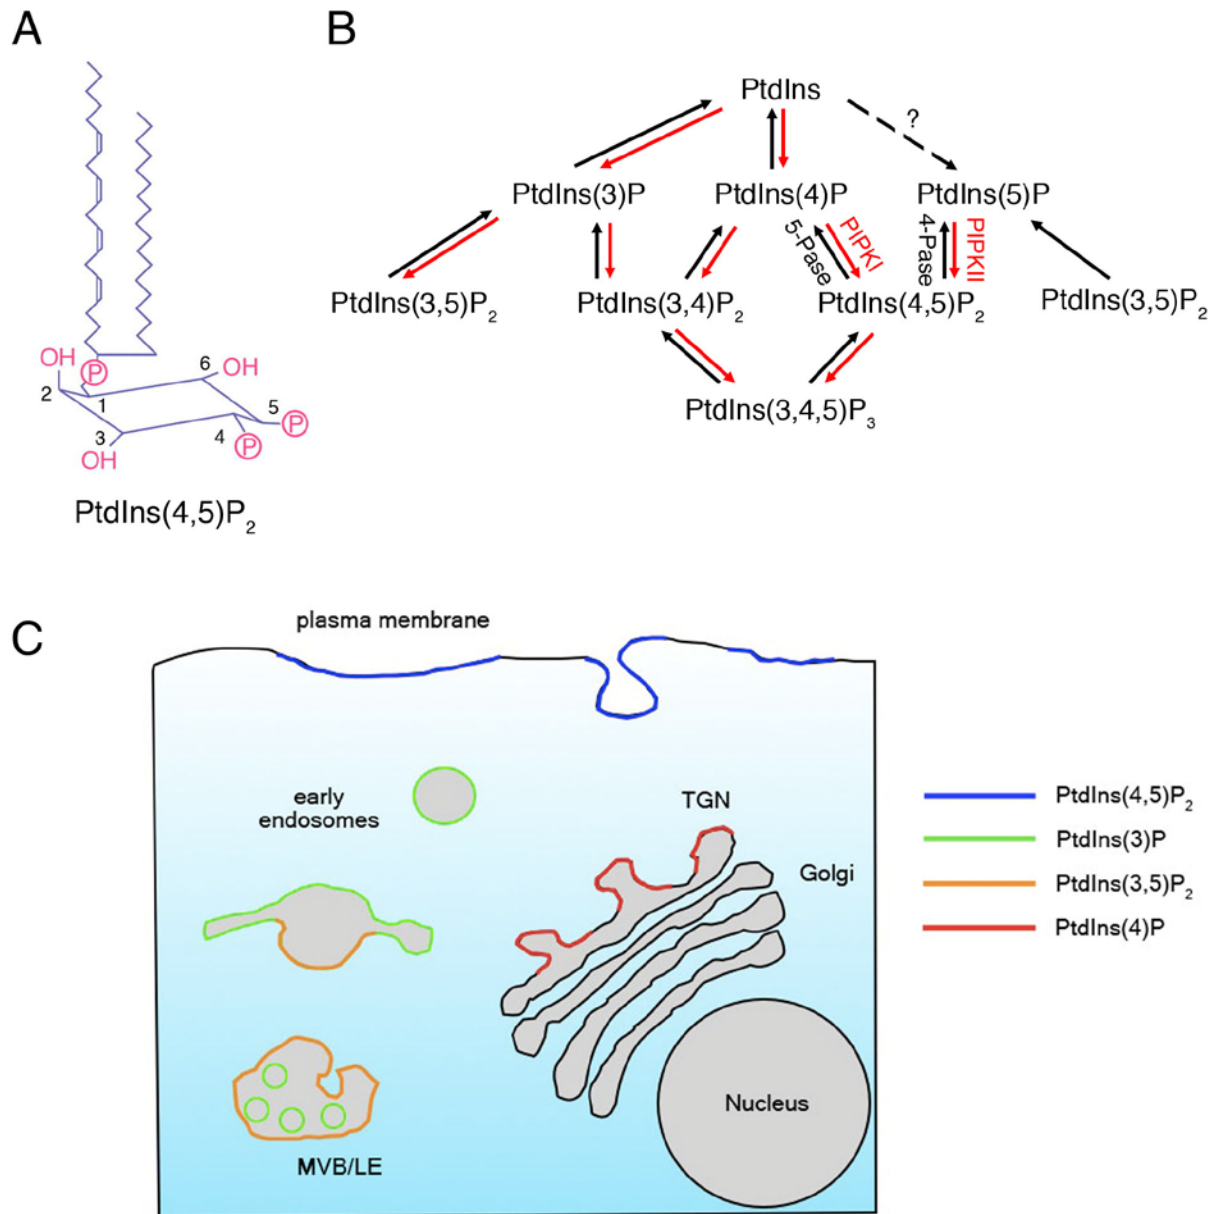 A
B
OH
P
6
OH
2
1
5
P
3
4
P
OH
PtdIns(4,5)P2
PtdIns
?
PtdIns(3)P
PtdIns(4)P
PtdIns(5)P
5-Pase
PIPKI
4-Pase
PIPKII
PtdIns(3,5)P2
PtdIns(3,4)P2
PtdIns(4,5)P2
PtdIns(3,5)P2
PtdIns(3,4,5)P3
C
plasma membrane
early
endosomes
TGN
Golgi
Nucleus
MVB/LE
PtdIns(4,5)P2
PtdIns(3)P
PtdIns(3,5)P2
PtdIns(4)P